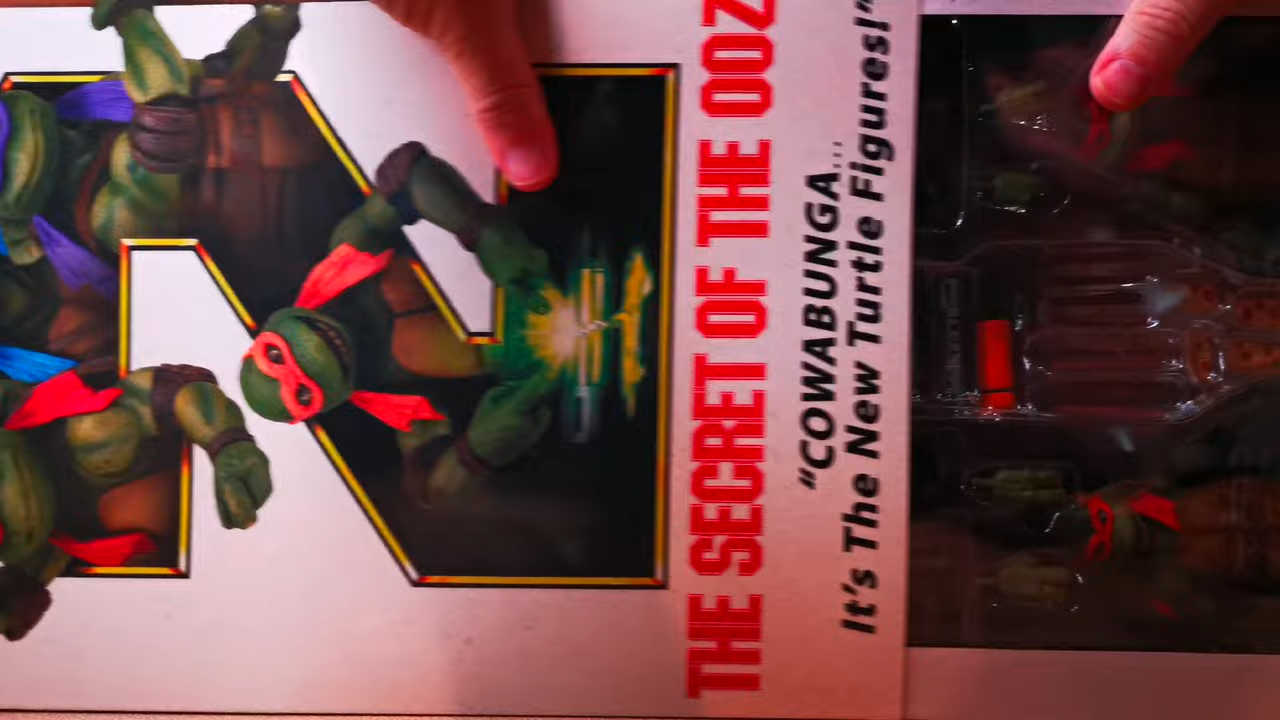 THE SECRET OF THE OOZ
“COWABUNGA...
It's The New Turtle Figures!”